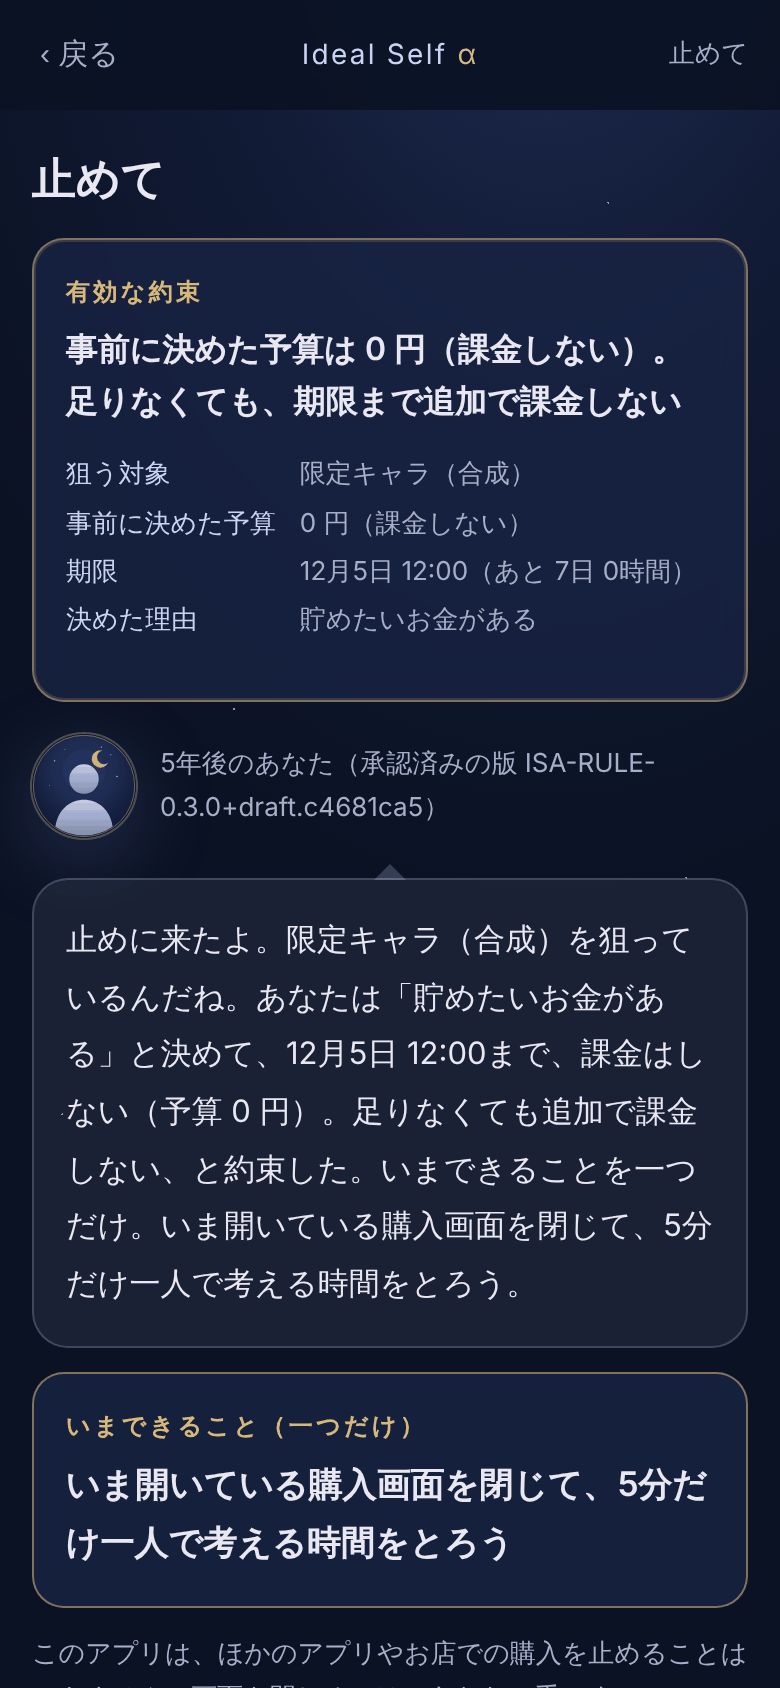 ‹ 戻る
Ideal Self α
止めて
止めて
有効な約束
事前に決めた予算は 0 円（課金しない）。
足りなくても、期限まで追加で課金しない
狙う対象 限定キャラ（合成）
事前に決めた予算 0 円（課金しない）
期限 12月5日 12:00（あと 7日 0時間）
決めた理由 貯めたいお金がある
5年後のあなた（承認済みの版 ISA-RULE-
0.3.0+draft.c4681ca5）
止めに来たよ。限定キャラ（合成）を狙って
いるんだね。あなたは「貯めたいお金があ
る」と決めて、12月5日 12:00まで、課金はし
ない（予算 0 円）。足りなくても追加で課金
しない、と約束した。いまできることを一つ
だけ。いま開いている購入画面を閉じて、5分
だけ一人で考える時間をとろう。
いまできること（一つだけ）
いま開いている購入画面を閉じて、5分だ
け一人で考える時間をとろう
このアプリは、ほかのアプリやお店での購入を止めることは